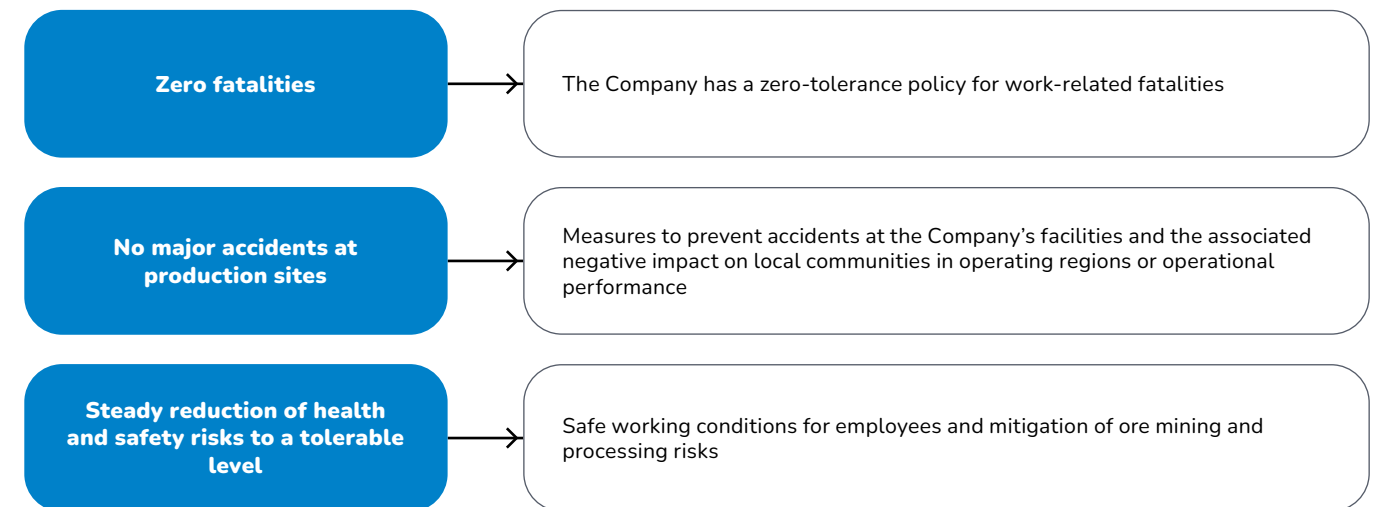 Zero fatalities
The Company has a zero-tolerance policy for work-related fatalities
No major accidents at
production sites
Measures to prevent accidents at the Company’s facilities and the associated
negative impact on local communities in operating regions or operational
performance
Steady reduction of health
and safety risks to a tolerable
level
Safe working conditions for employees and mitigation of ore mining and
processing risks